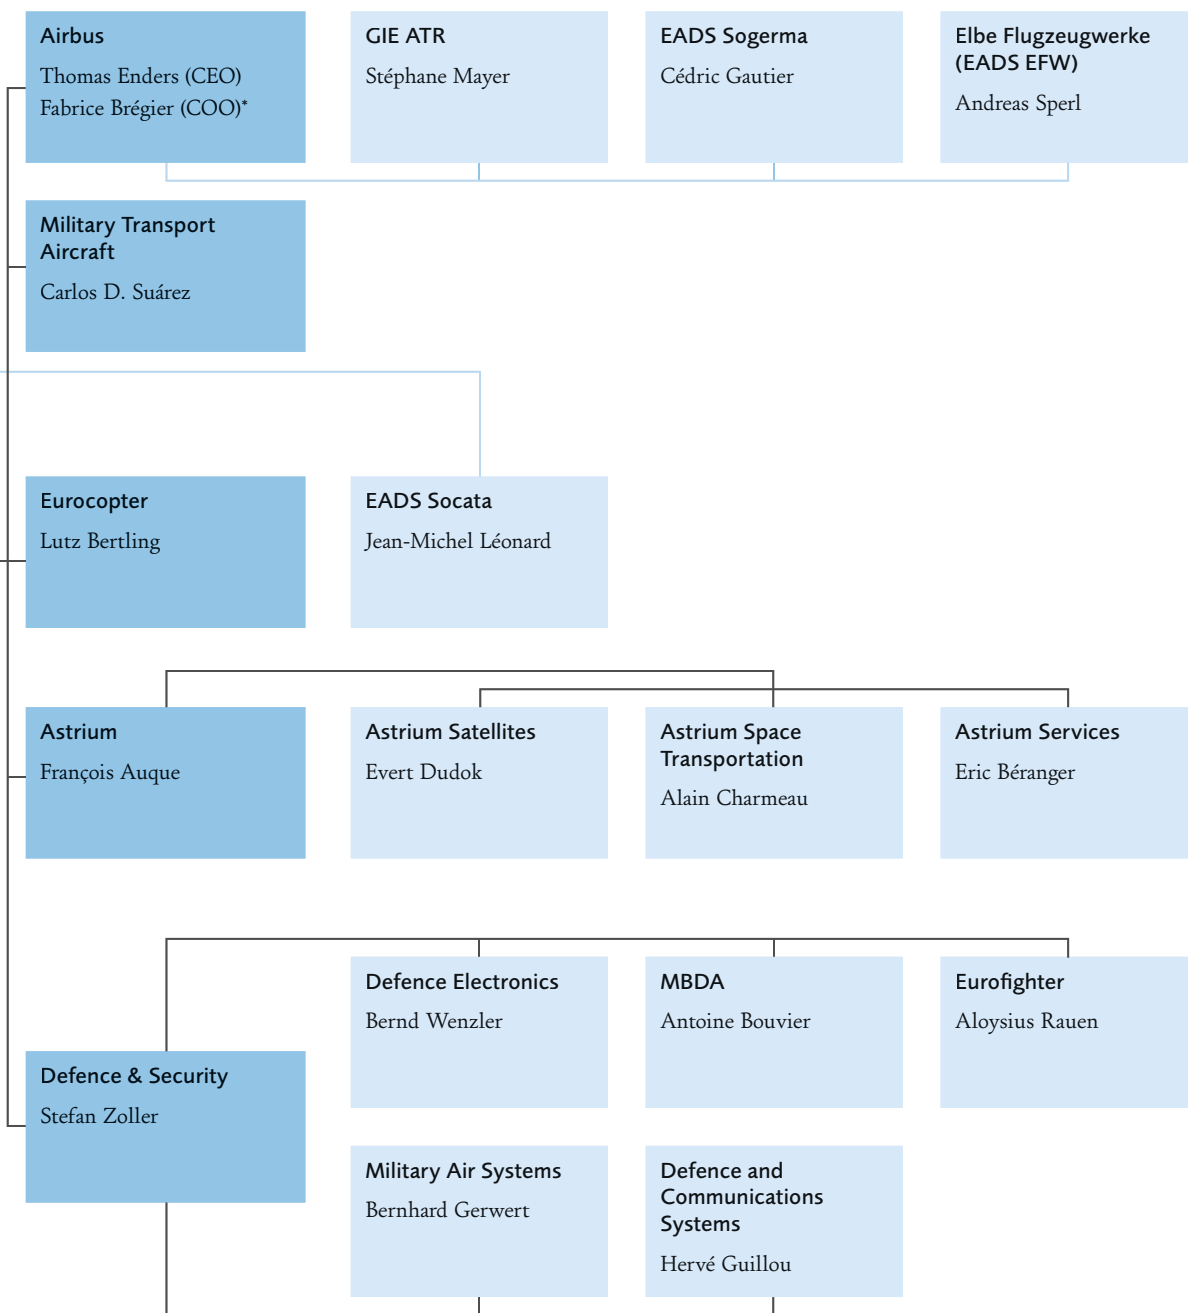 Airbus
Thomas Enders (CEO)
Fabrice Brégier (COO)*
GIE ATR
Stéphane Mayer
EADS Sogerma
Cédric Gautier
Elbe Flugzeugwerke
(EADS EFW)
Andreas Sperl
Military Transport
Aircraft
Carlos D. Suárez
Eurocopter
Lutz Bertling
EADS Socata
Jean-Michel Léonard
Astrium
François Auque
Astrium Satellites
Evert Dudok
Astrium Space
Transportation
Alain Charmeau
Astrium Services
Eric Béranger
Defence & Security
Stefan Zoller
Defence Electronics
Bernd Wenzler
MBDA
Antoine Bouvier
Eurofighter
Aloysius Rauen
Military Air Systems
Bernhard Gerwert
Defence and
Communications
Systems
Hervé Guillou